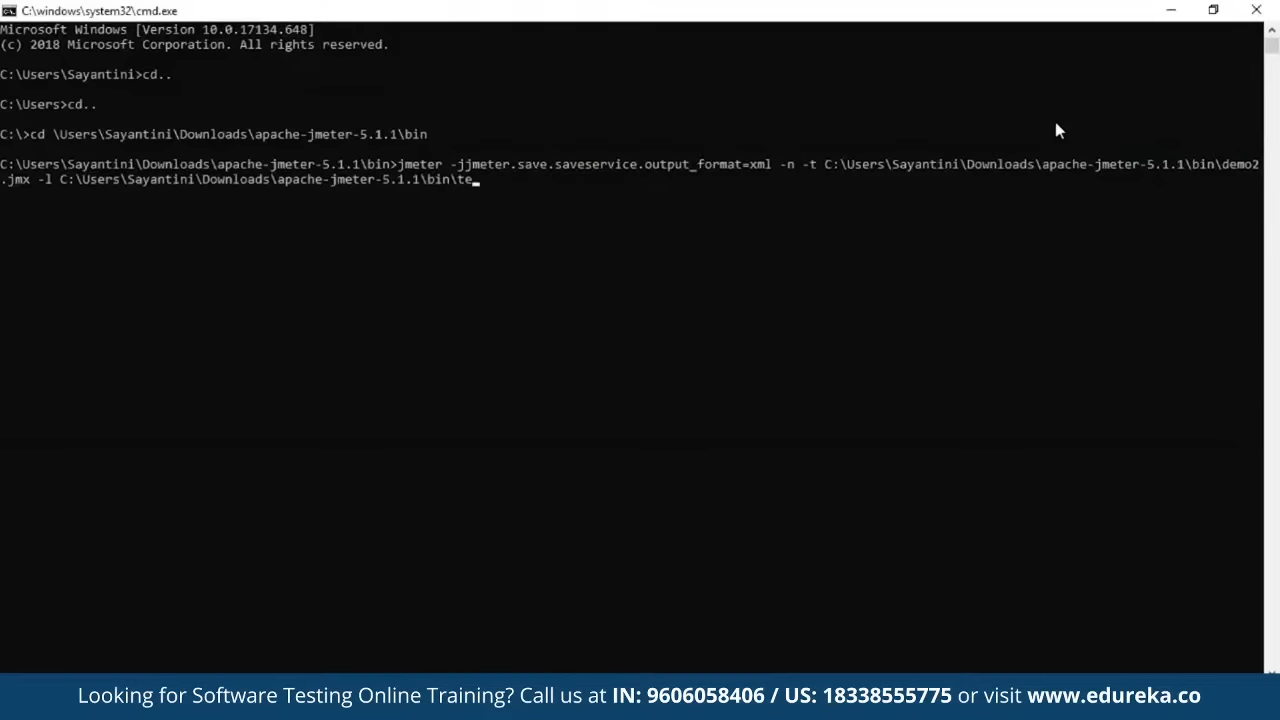 C:\windows\system32\cmd.exe
Microsoft Windows [Version 10.0.17134.648]
(c) 2018 Microsoft Corporation. All rights reserved.
C:\Users\Sayantini>cd..
C:\Users>cd..
C:\>cd \Users\Sayantini\Downloads\apache-jmeter-5.1.1\bin
C:\Users\Sayantini\Downloads\apache-jmeter-5.1.1\bin>jmeter -jjmeter.save.saveservice.output_format=xml -n -t C:\Users\Sayantini\Downloads\apache-jmeter-5.1.1\bin\demo2
.jmx -l C:\Users\Sayantini\Downloads\apache-jmeter-5.1.1\bin\te
Looking for Software Testing Online Training? Call us at IN: 9606058406 / US: 18338555775 or visit www.edureka.co